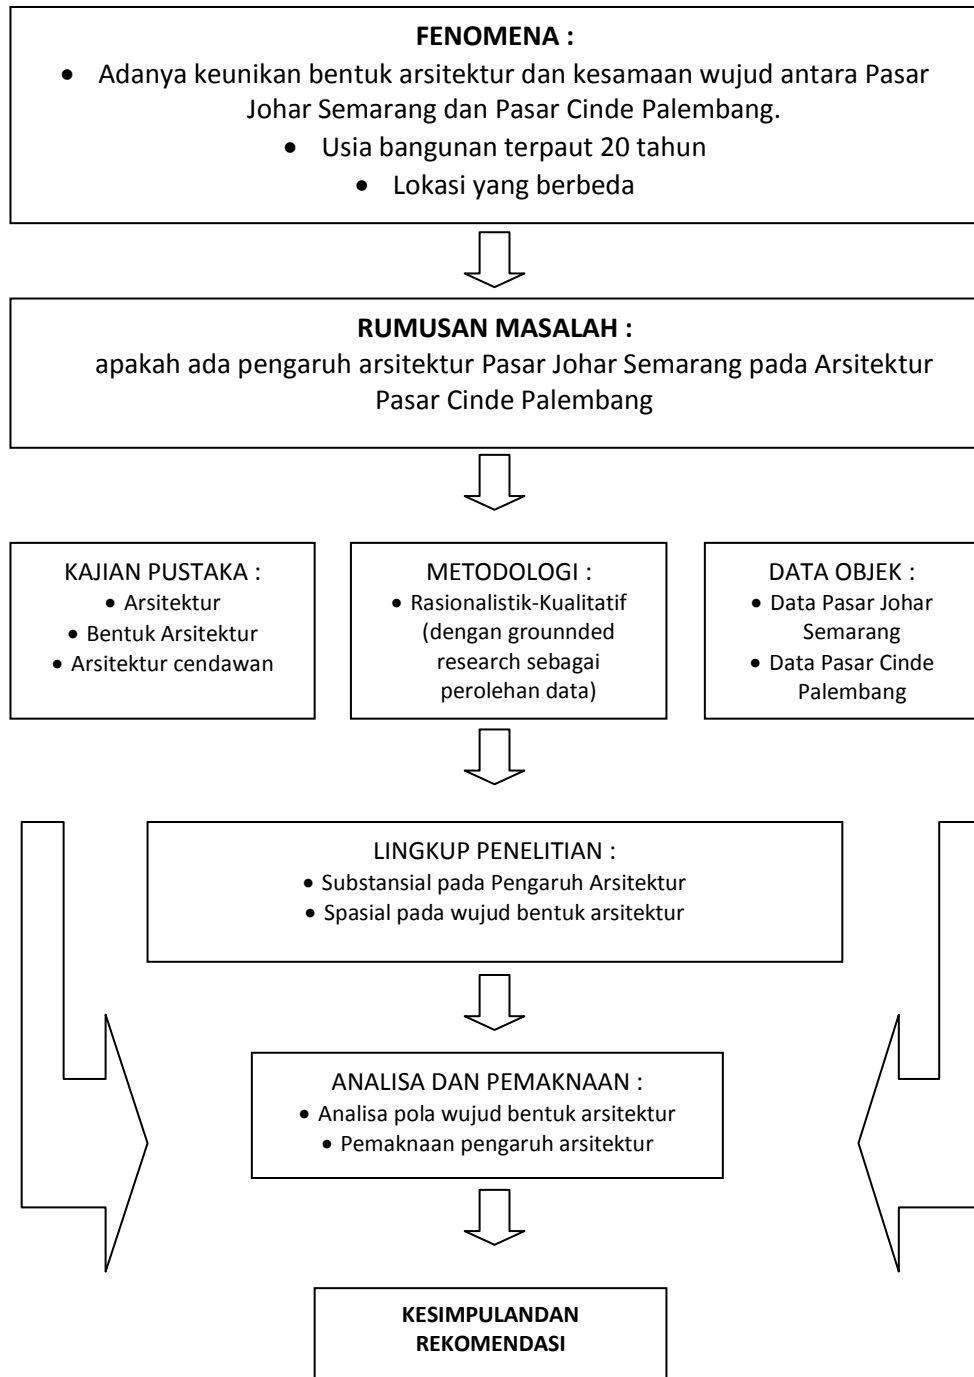 FENOMENA :
• Adanya keunikan bentuk arsitektur dan kesamaan wujud antara Pasar
Johar Semarang dan Pasar Cinde Palembang.
• Usia bangunan terpaut 20 tahun
• Lokasi yang berbeda
RUMUSAN MASALAH :
apakah ada pengaruh arsitektur Pasar Johar Semarang pada Arsitektur
Pasar Cinde Palembang
KAJIAN PUSTAKA :
• Arsitektur
• Bentuk Arsitektur
• Arsitektur cendawan
METODOLOGI :
• Rasionalistik-Kualitatif
(dengan grounnded
research sebagai
perolehan data)
DATA OBJEK :
• Data Pasar Johar
Semarang
• Data Pasar Cinde
Palembang
LINGKUP PENELITIAN :
• Substansial pada Pengaruh Arsitektur
• Spasial pada wujud bentuk arsitektur
ANALISA DAN PEMAKNAAN :
• Analisa pola wujud bentuk arsitektur
• Pemaknaan pengaruh arsitektur
KESIMPULANDAN
REKOMENDASI